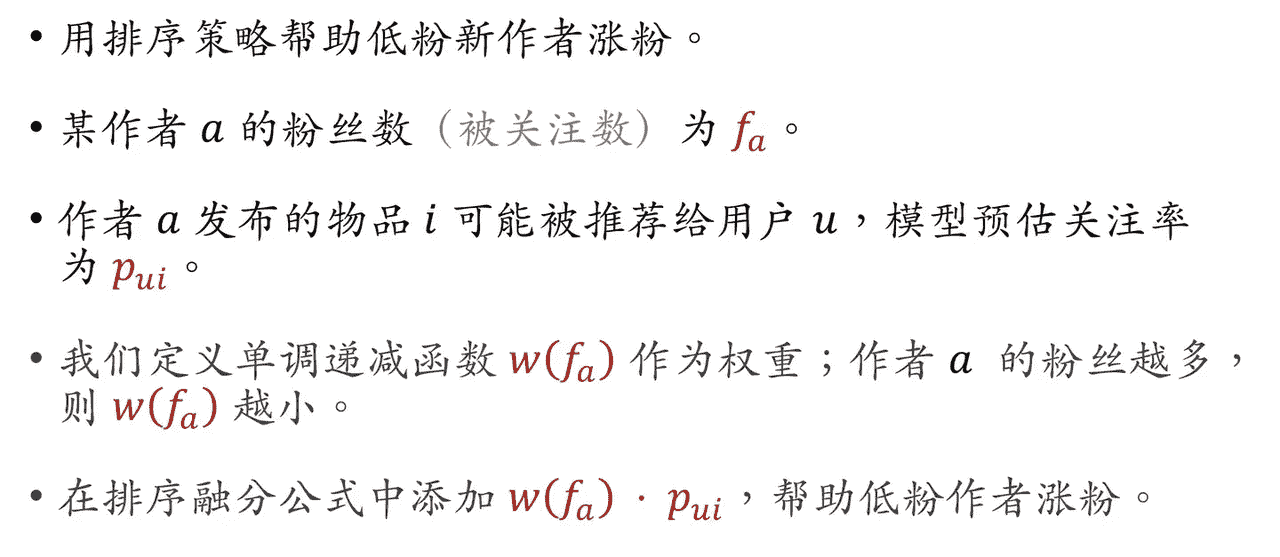 • 用排序策略帮助低粉新作者涨粉。
• 某作者 a 的粉丝数（被关注数）为 fₐ。
• 作者 a 发布的物品 i 可能被推荐给用户 u，模型预估关注率
为 p_{ui}。
• 我们定义单调递减函数 w(fₐ) 作为权重；作者 a 的粉丝越多，
则 w(fₐ) 越小。
• 在排序融分公式中添加 w(fₐ) · p_{ui}，帮助低粉作者涨粉。